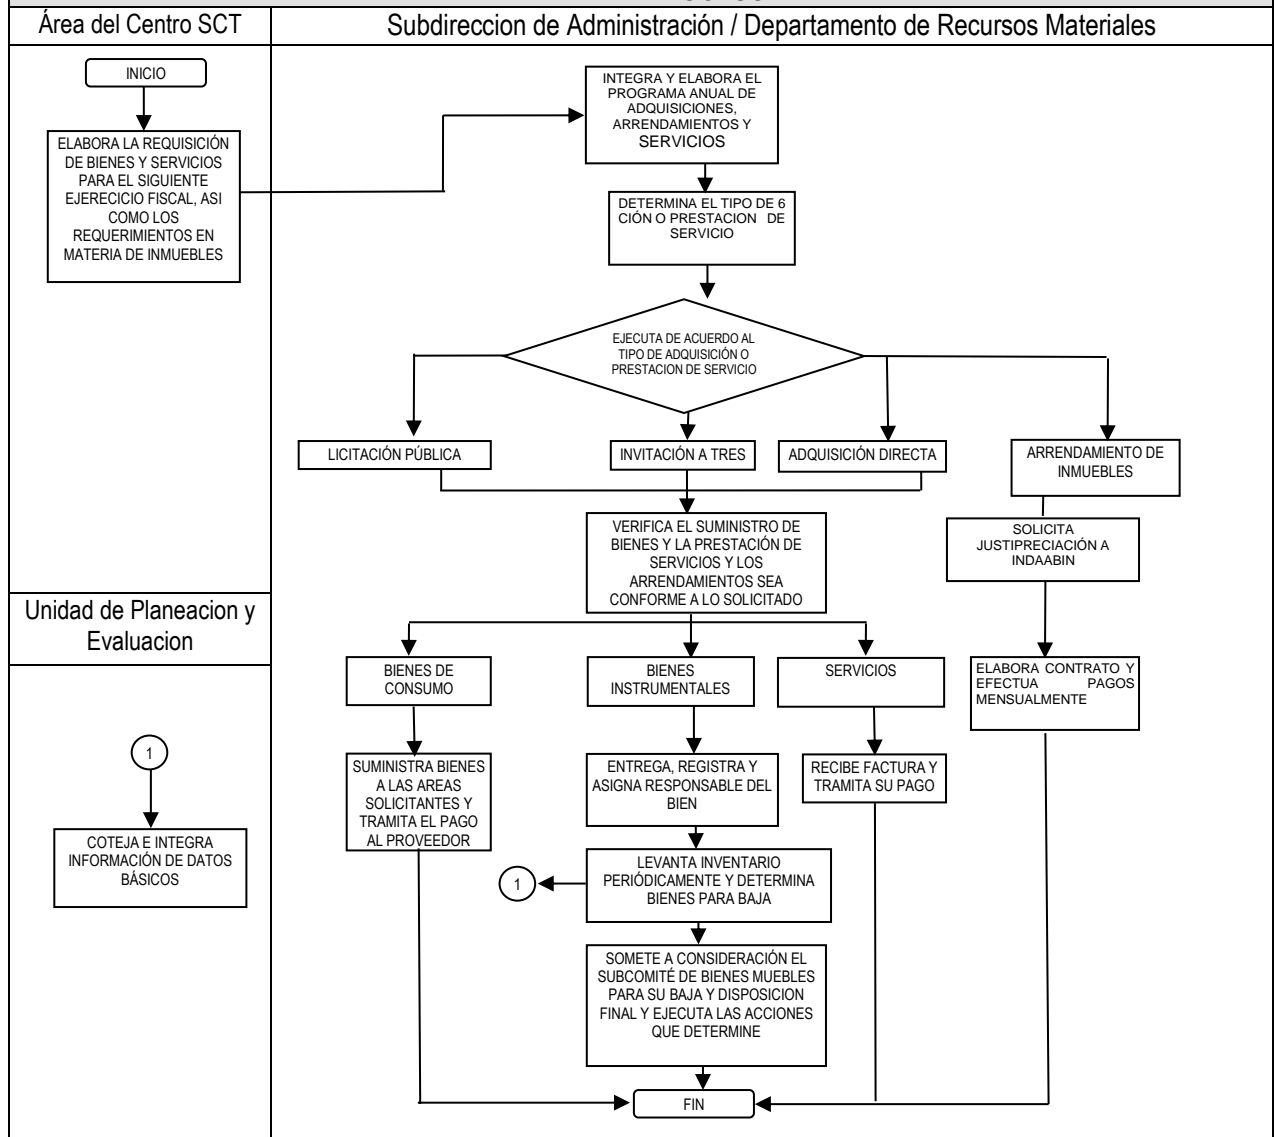 Área del Centro SCT
Subdireccion de Administración / Departamento de Recursos Materiales
INICIO
ELABORA LA REQUISICIÓN
DE BIENES Y SERVICIOS
PARA EL SIGUIENTE
EJERECICIO FISCAL, ASI
COMO LOS
REQUERIMIENTOS EN
MATERIA DE INMUEBLES
INTEGRA Y ELABORA EL
PROGRAMA ANUAL DE
ADQUISICIONES,
ARRENDAMIENTOS Y
SERVICIOS
DETERMINA EL TIPO DE 6
CIÓN O PRESTACION DE
SERVICIO
EJECUTA DE ACUERDO AL
TIPO DE ADQUISICIÓN O
PRESTACION DE SERVICIO
LICITACIÓN PÚBLICA
INVITACIÓN A TRES
ADQUISICIÓN DIRECTA
ARRENDAMIENTO DE
INMUEBLES
VERIFICA EL SUMINISTRO DE
BIENES Y LA PRESTACIÓN DE
SERVICIOS Y LOS
ARRENDAMIENTOS SEA
CONFORME A LO SOLICITADO
SOLICITA
JUSTIPRECIACIÓN A
INDAABIN
Unidad de Planeacion y
Evaluacion
BIENES DE
CONSUMO
BIENES
INSTRUMENTALES
SERVICIOS
ELABORA CONTRATO Y
EFECTUA PAGOS
MENSUALMENTE
1
COTEJA E INTEGRA
INFORMACIÓN DE DATOS
BÁSICOS
SUMINISTRA BIENES
A LAS AREAS
SOLICITANTES Y
TRAMITA EL PAGO
AL PROVEEDOR
ENTREGA, REGISTRA Y
ASIGNA RESPONSABLE DEL
BIEN
RECIBE FACTURA Y
TRAMITA SU PAGO
1
LEVANTA INVENTARIO
PERIÓDICAMENTE Y DETERMINA
BIENES PARA BAJA
SOMETE A CONSIDERACIÓN EL
SUBCOMITÉ DE BIENES MUEBLES
PARA SU BAJA Y DISPOSICION
FINAL Y EJECUTA LAS ACCIONES
QUE DETERMINE
FIN